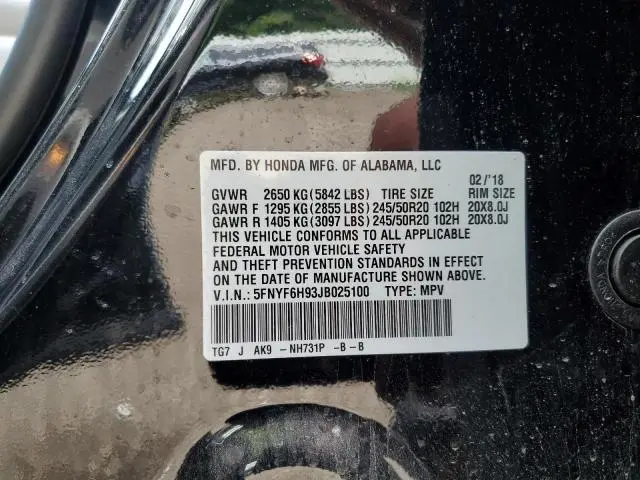 MFD. BY HONDA MFG. OF ALABAMA, LLC
02/'18
GVWR 2650 KG(5842 LBS) TIRE SIZE RIM SIZE
GAWR F 1295 KG(2855 LBS)245/50R20 102H 20X8.0J
GAWR R 1405 KG(3097 LBS)245/50R20 102H 20X8.0J
THIS VEHICLE CONFORMS TO ALL APPLICABLE
FEDERAL MOTOR VEHICLE SAFETY
AND THEFT PREVENTION STANDARDS IN EFFECT
ON THE DATE OF MANUFACTURE SHOWN ABOVE.
V.I.N.: 5FNYF6H93JB025100 TYPE: MPV
TG7 J AK9 -NH731P -B-B